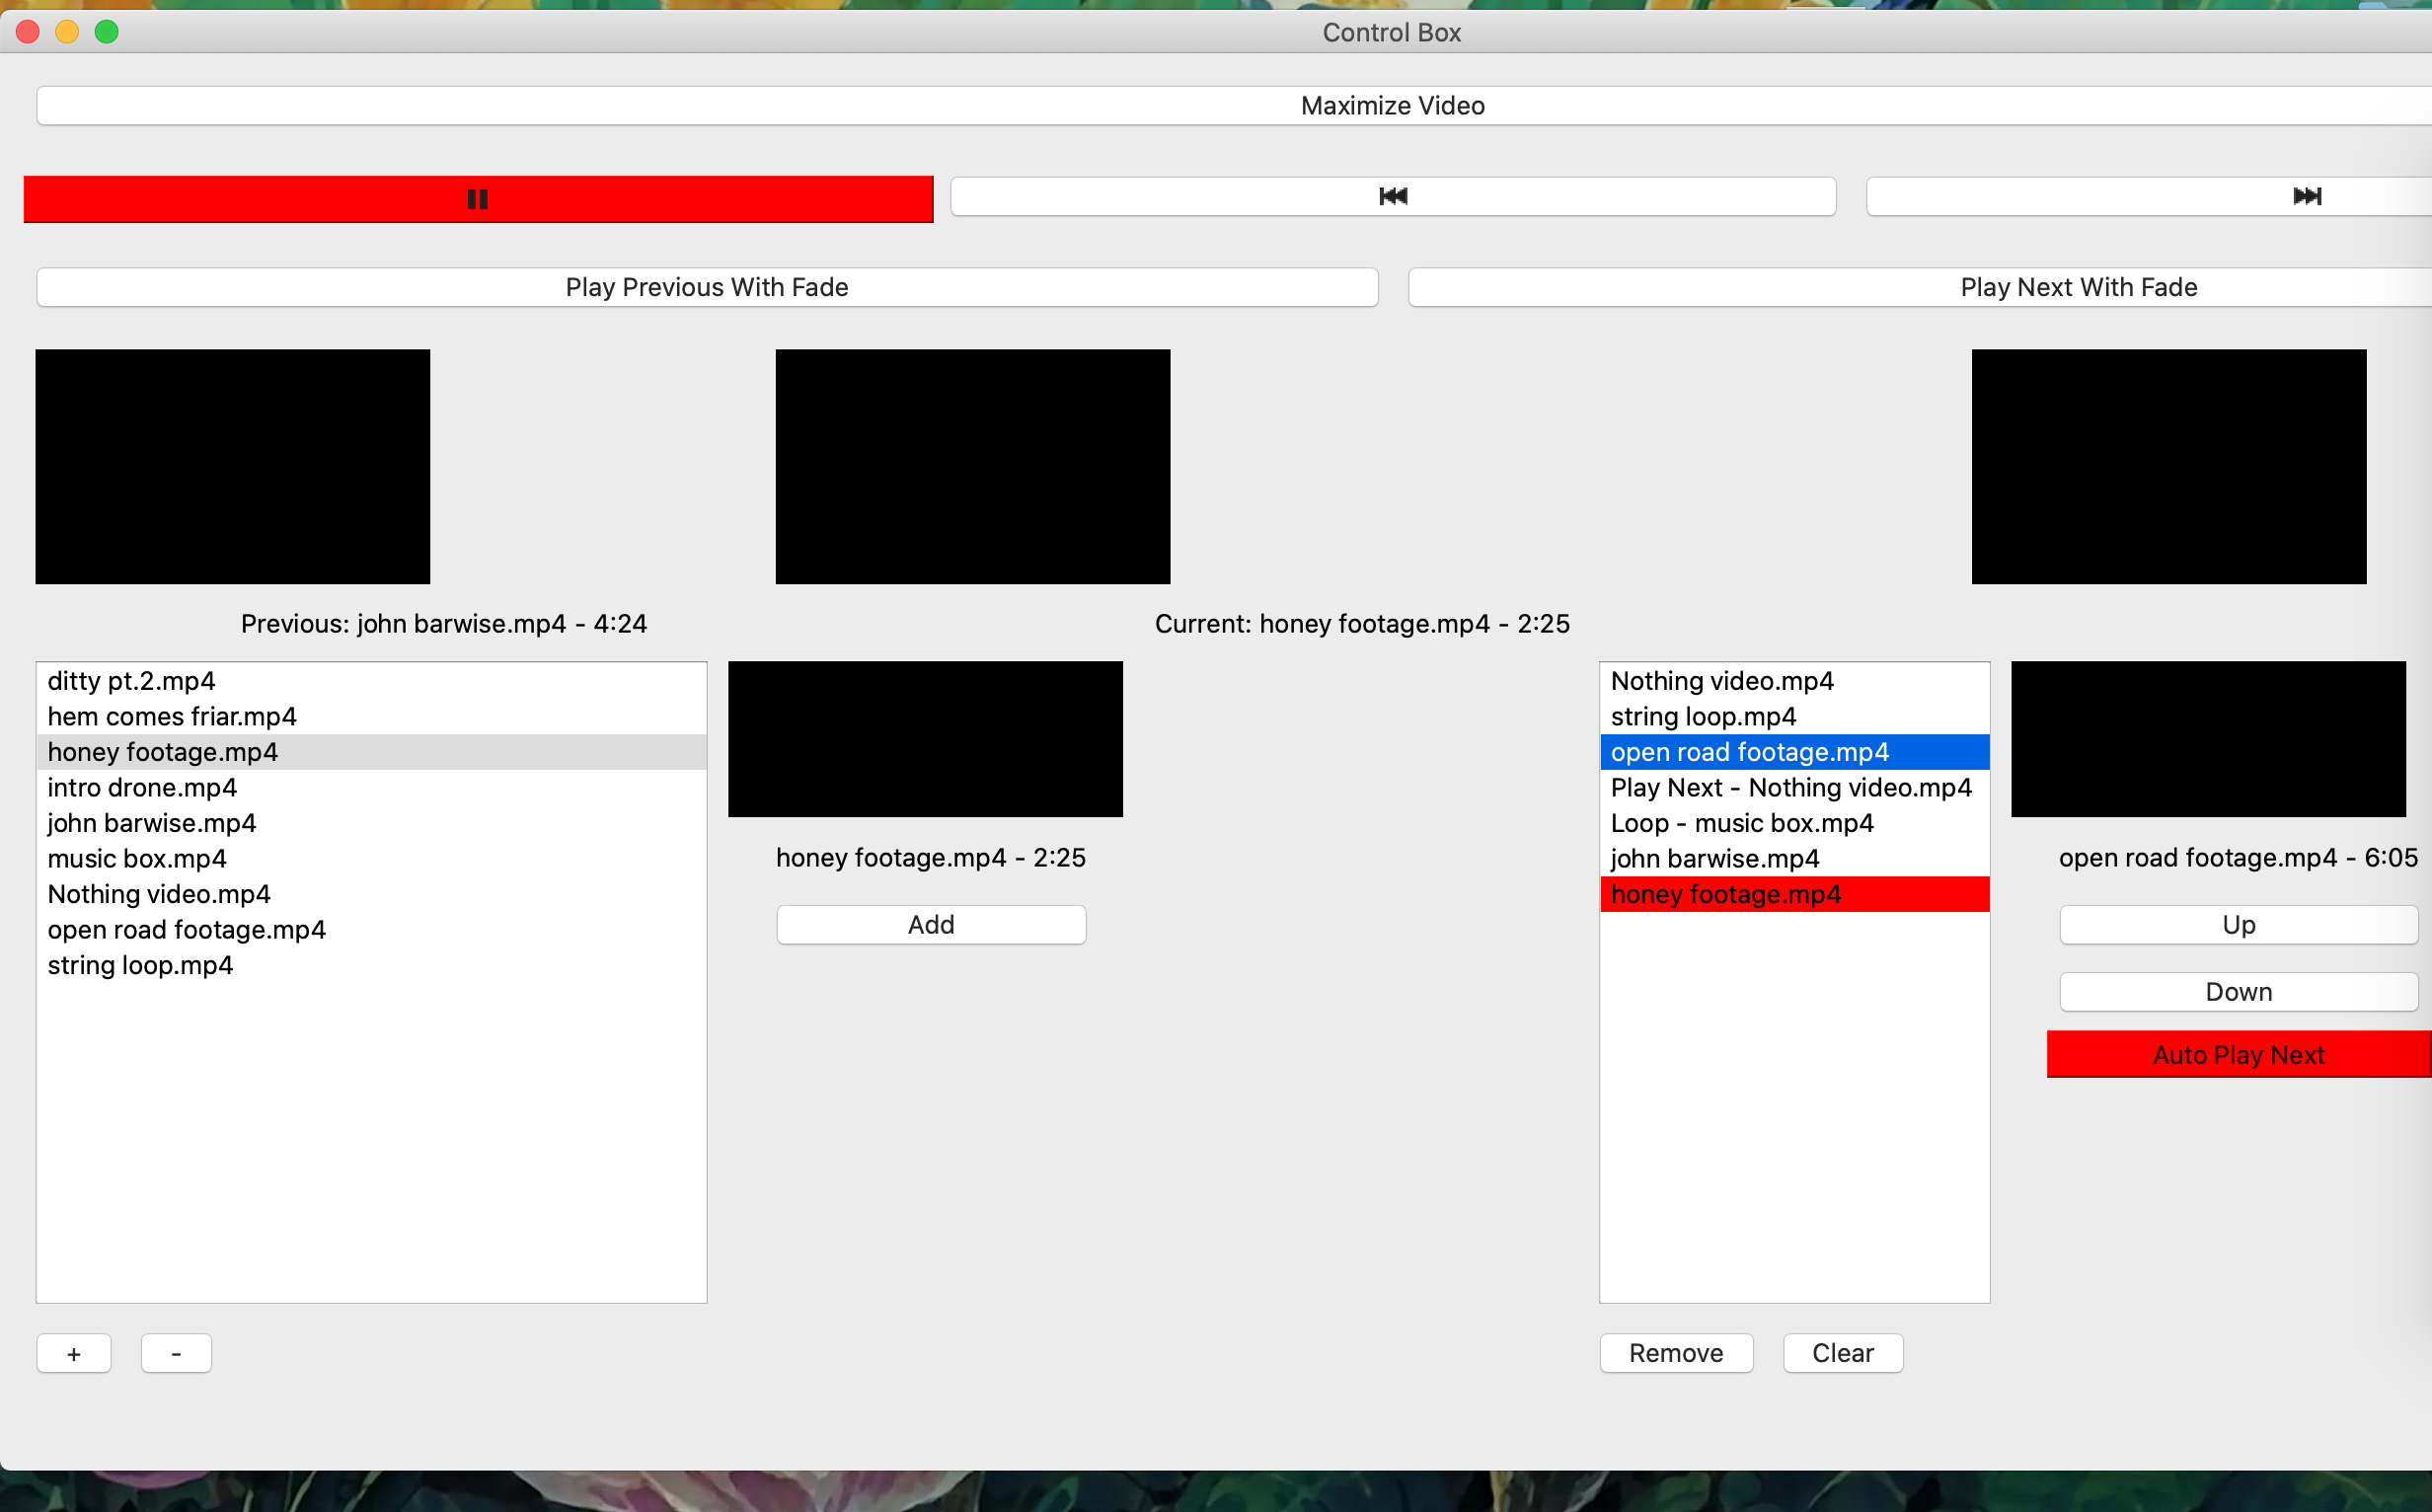 Control Box
Maximize Video
Play Previous With Fade
Play Next With Fade
Previous: john barwise.mp4 - 4:24
Current: honey footage.mp4 - 2:25
ditty pt.2.mp4
hem comes friar.mp4
honey footage.mp4
intro drone.mp4
john barwise.mp4
music box.mp4
Nothing video.mp4
open road footage.mp4
string loop.mp4
+
-
honey footage.mp4 - 2:25
Add
Nothing video.mp4
string loop.mp4
open road footage.mp4
Play Next - Nothing video.mp4
Loop - music box.mp4
john barwise.mp4
honey footage.mp4
Remove
Clear
open road footage.mp4 - 6:05
Up
Down
Auto Play Next